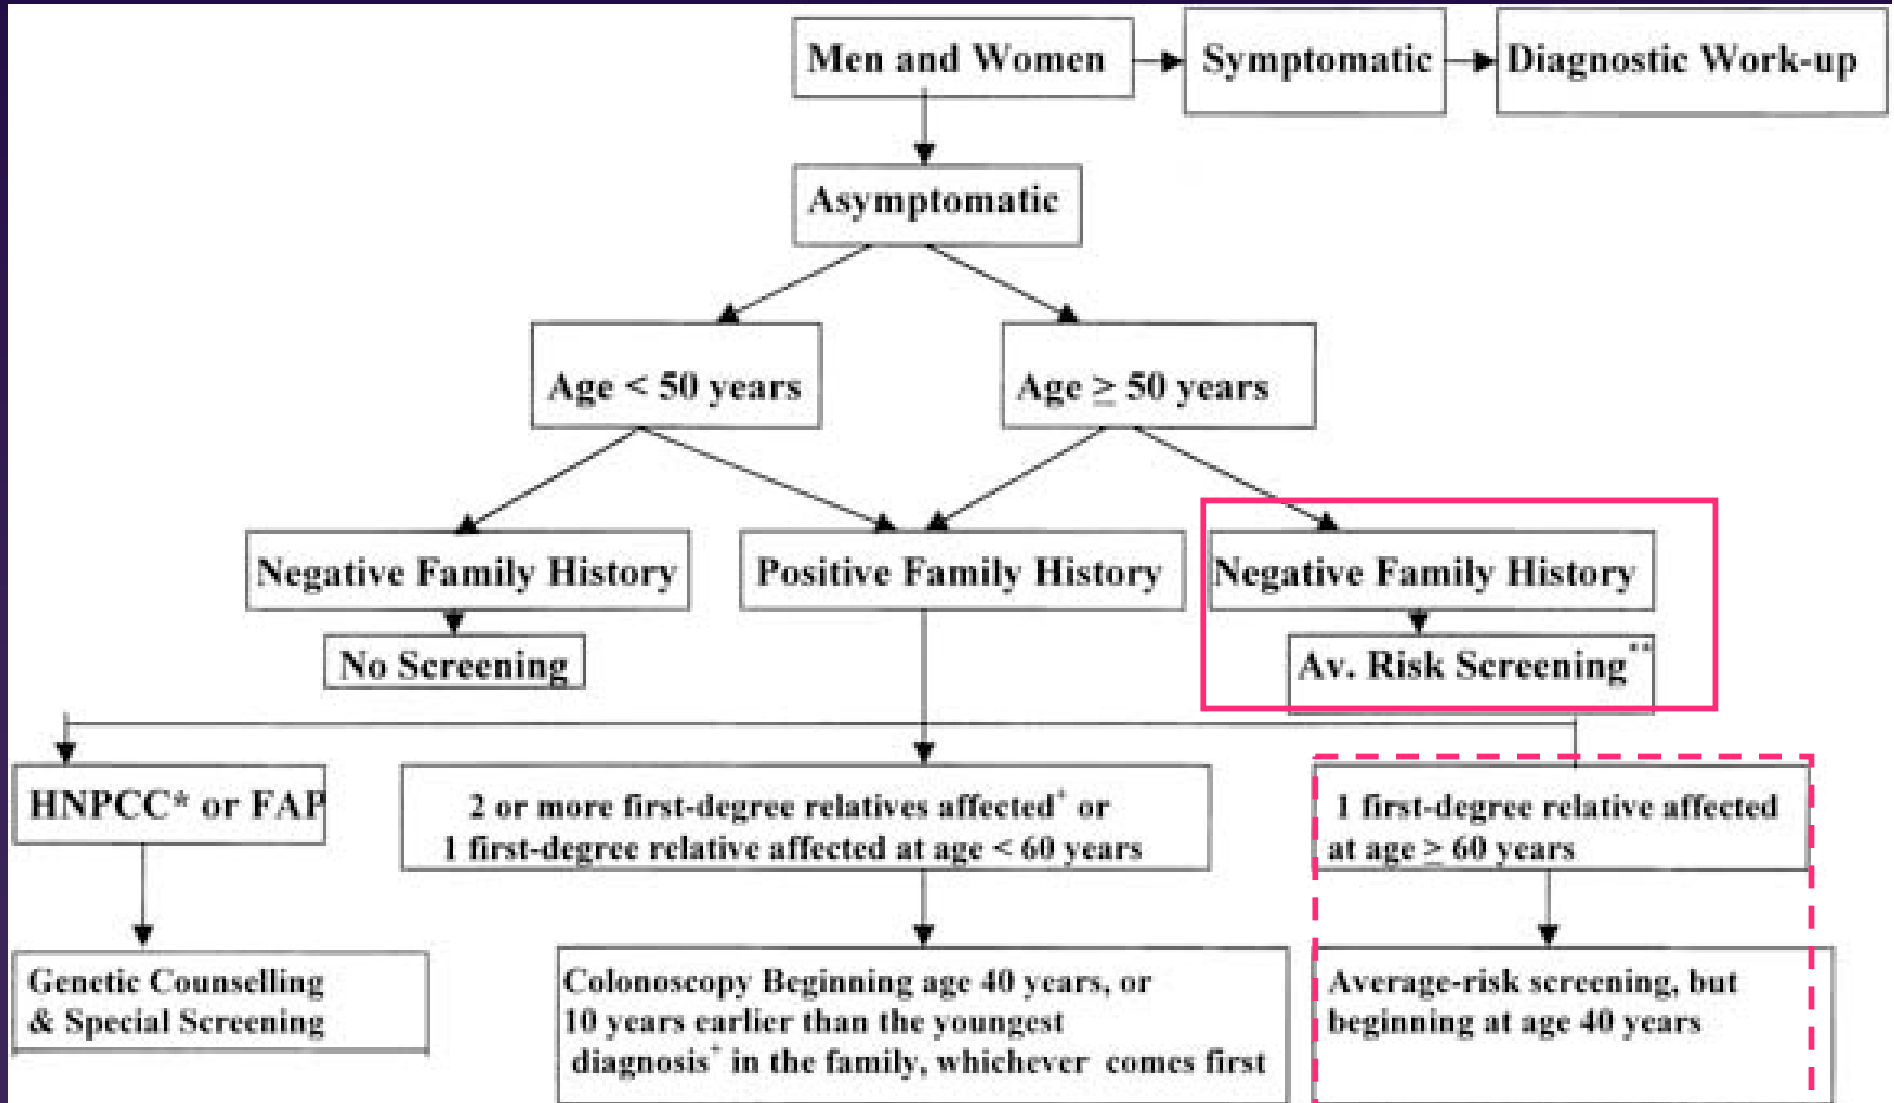 Men and Women
Symptomatic
Diagnostic Work-up
Asymptomatic
Age < 50 years
Age ≥ 50 years
Negative Family History
Positive Family History
Negative Family History
No Screening
Av. Risk Screening**
HNPCC* or FAP
2 or more first-degree relatives affected+ or
1 first-degree relative affected at age < 60 years
1 first-degree relative affected
at age ≥ 60 years
Genetic Counselling
& Special Screening
Colonoscopy Beginning age 40 years, or
10 years earlier than the youngest
diagnosis+ in the family, whichever comes first
Average-risk screening, but
beginning at age 40 years